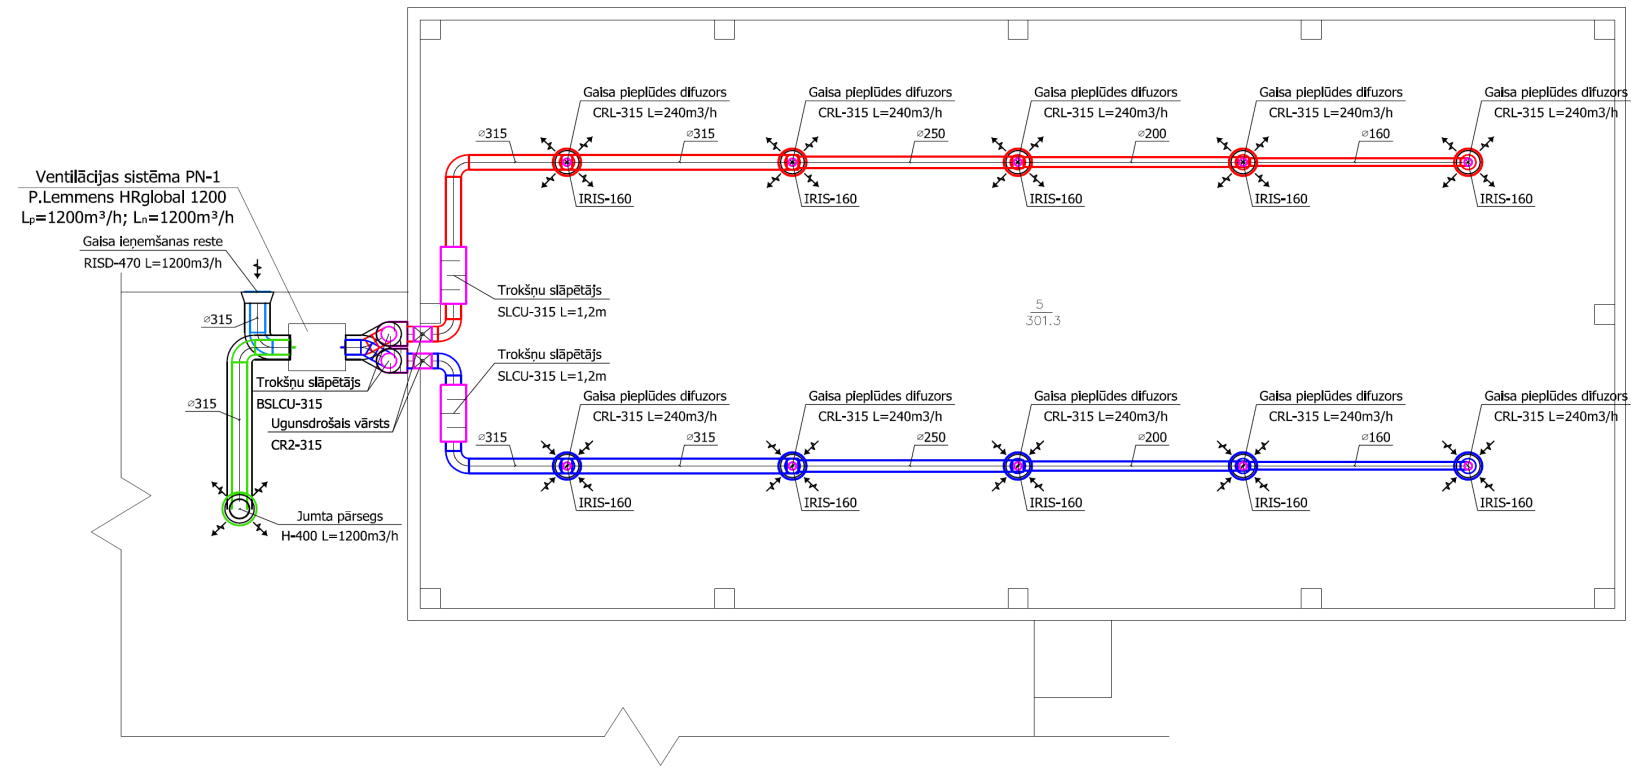 Gaisa pieplūdes difuzors
CRL-315 L=240m3/h
Gaisa pieplūdes difuzors
CRL-315 L=240m3/h
Gaisa pieplūdes difuzors
CRL-315 L=240m3/h
Gaisa pieplūdes difuzors
CRL-315 L=240m3/h
Gaisa pieplūdes difuzors
CRL-315 L=240m3/h
⌀315
⌀315
⌀250
⌀200
⌀160
IRIS-160
IRIS-160
IRIS-160
IRIS-160
IRIS-160
Ventilācijas sistēma PN-1
P.Lemmens HRglobal 1200
Lₚ=1200m³/h; Lₙ=1200m³/h
Gaisa ieņemšanas reste
RISD-470 L=1200m3/h
⌀315
Trokšņu slāpētājs
SLCU-315 L=1,2m
5
301.3
Trokšņu slāpētājs
SLCU-315 L=1,2m
Trokšņu slāpētājs
BSLCU-315
⌀315
Ugunsdrošais vārsts
CR2-315
Gaisa pieplūdes difuzors
CRL-315 L=240m3/h
Gaisa pieplūdes difuzors
CRL-315 L=240m3/h
Gaisa pieplūdes difuzors
CRL-315 L=240m3/h
Gaisa pieplūdes difuzors
CRL-315 L=240m3/h
Gaisa pieplūdes difuzors
CRL-315 L=240m3/h
⌀315
⌀315
⌀250
⌀200
⌀160
IRIS-160
IRIS-160
IRIS-160
IRIS-160
IRIS-160
Jumta pārsegs
H-400 L=1200m3/h